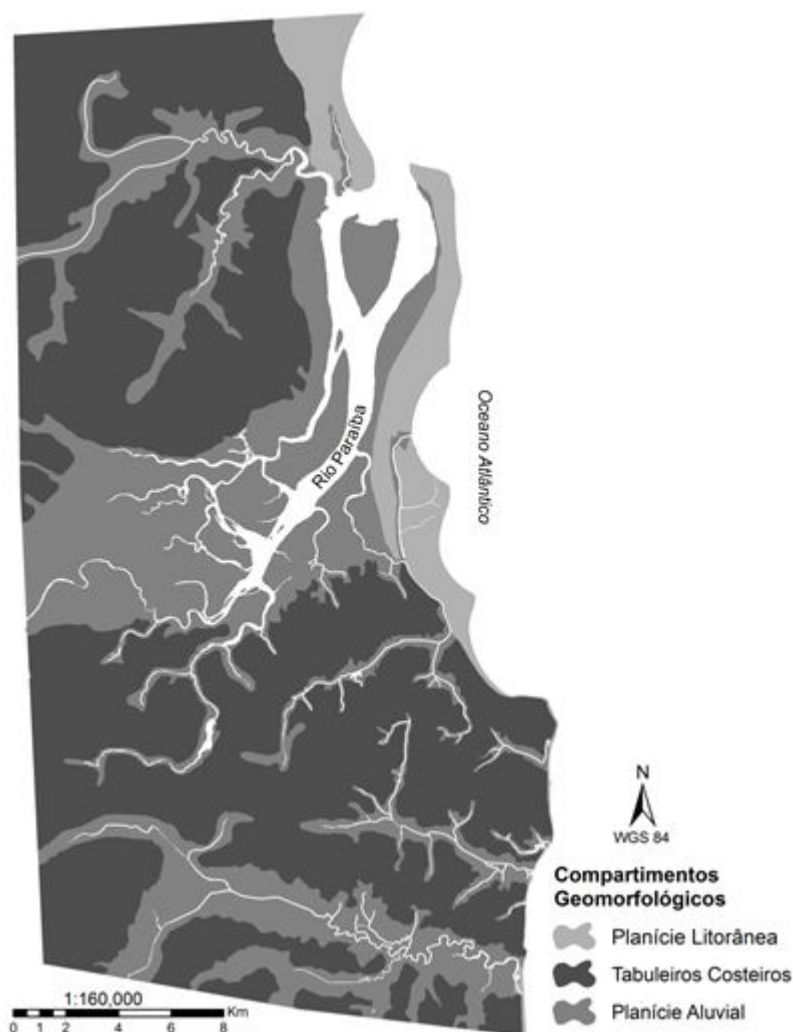 Rio Paraíba
Oceano Atlântico
N
WGS 84
Compartimentos
Geomorfológicos
Planície Litorânea
Tabuleiros Costeiros
Planície Aluvial
1:160,000
Km
0 1 2 4 6 8